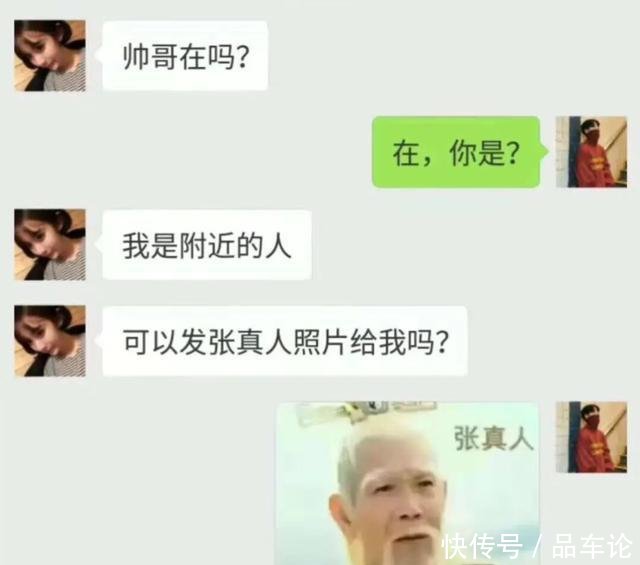 帅哥在吗？
在，你是？
我是附近的人
可以发张真人照片给我吗？
张真人
快传号／品车论